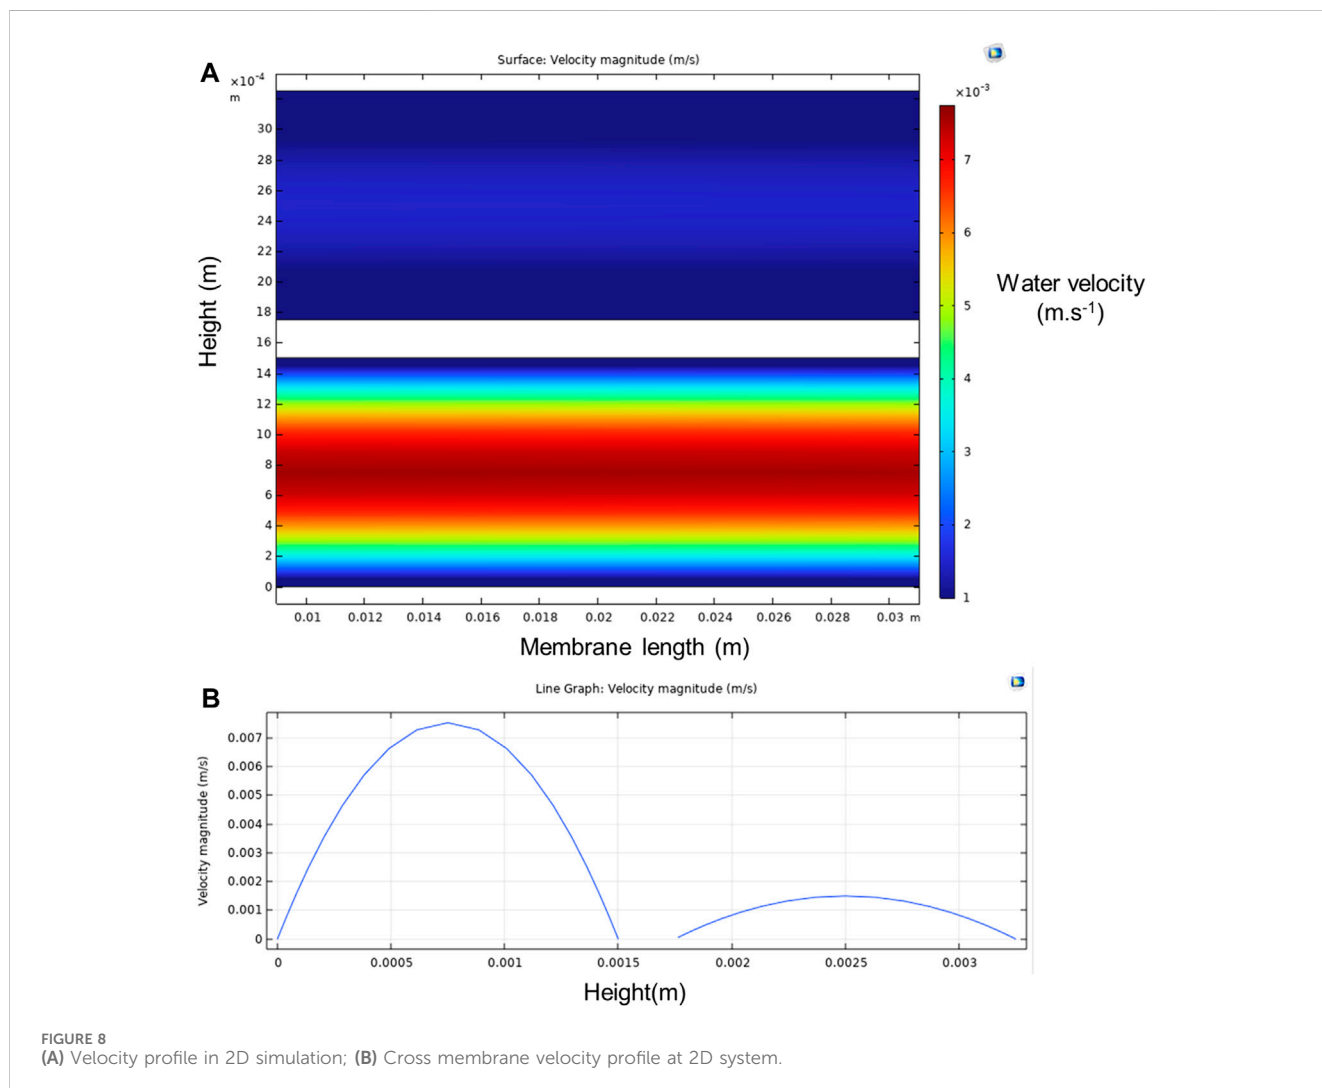 Surface: Velocity magnitude (m/s)
A
×10⁻⁴
m
×10⁻³
30
28
26
24
22
20
18
16
14
12
10
8
6
4
2
0
Height (m)
7
6
5
4
3
2
1
Water velocity
(m.s⁻¹)
0.01 0.012 0.014 0.016 0.018 0.02 0.022 0.024 0.026 0.028 0.03 m
Membrane length (m)
B
Line Graph: Velocity magnitude (m/s)
0.007
0.006
0.005
0.004
0.003
0.002
0.001
0
Velocity magnitude (m/s)
0 0.0005 0.001 0.0015 0.002 0.0025 0.003
Height(m)
FIGURE 8
(A) Velocity profile in 2D simulation; (B) Cross membrane velocity profile at 2D system.